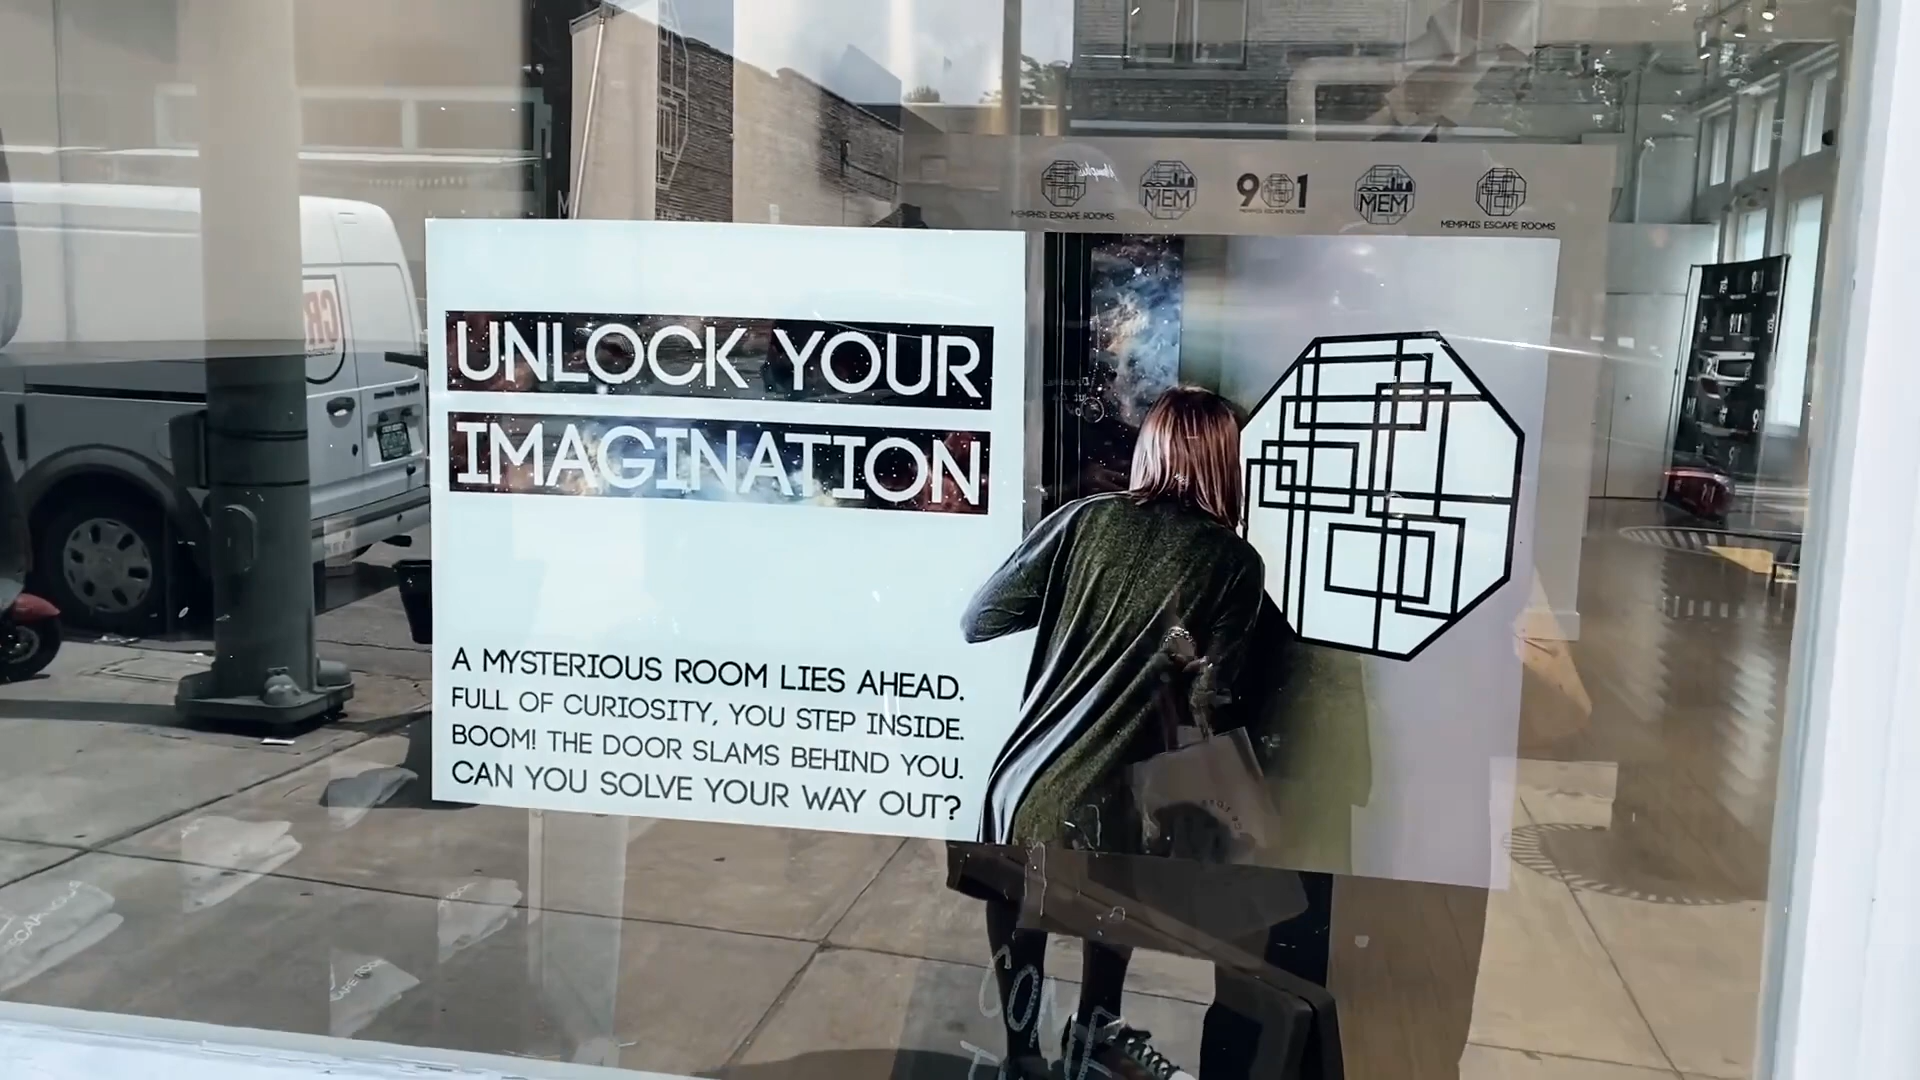 MEMPHIS ESCAPE ROOMS
MEM
901
MEMPHIS ESCAPE ROOMS
MEM
MEMPHIS ESCAPE ROOMS
UNLOCK YOUR
IMAGINATION
A MYSTERIOUS ROOM LIES AHEAD.
FULL OF CURIOSITY, YOU STEP INSIDE.
BOOM! THE DOOR SLAMS BEHIND YOU.
CAN YOU SOLVE YOUR WAY OUT?
COME